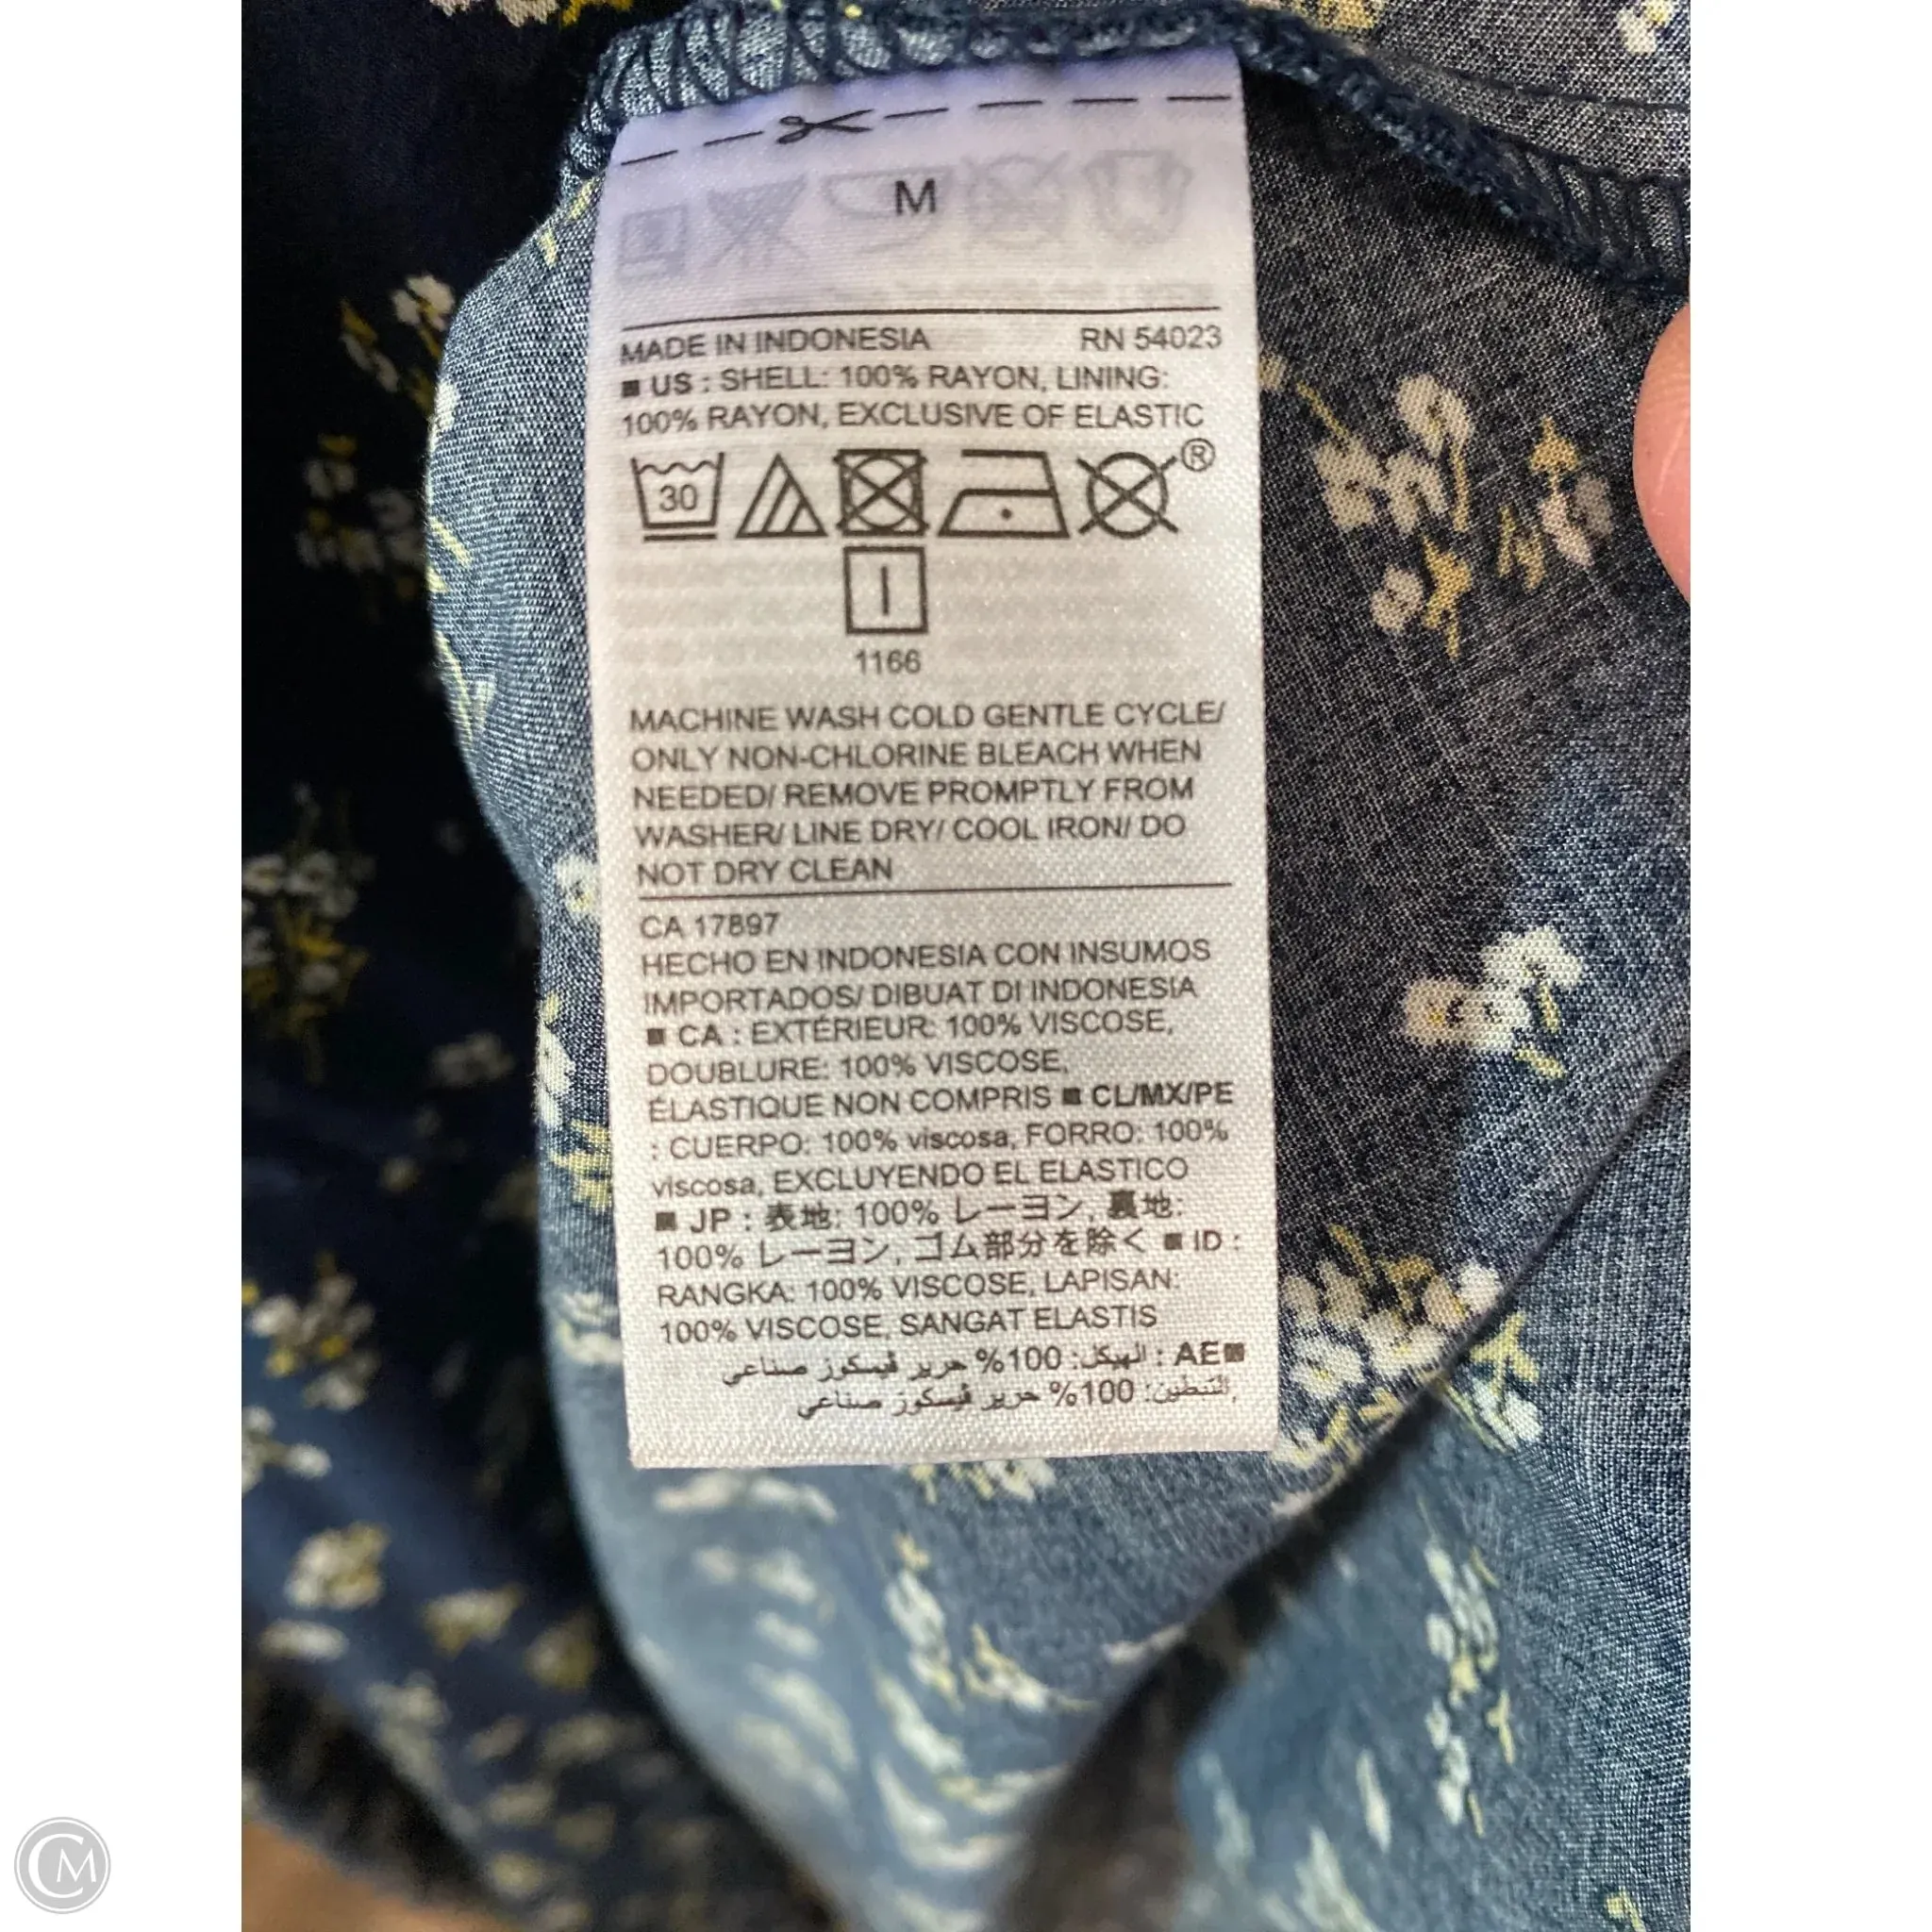 M
MADE IN INDONESIA RN 54023
■ US : SHELL: 100% RAYON, LINING:
100% RAYON, EXCLUSIVE OF ELASTIC
30 ®
1166
MACHINE WASH COLD GENTLE CYCLE/
ONLY NON-CHLORINE BLEACH WHEN
NEEDED/ REMOVE PROMPTLY FROM
WASHER/ LINE DRY/ COOL IRON/ DO
NOT DRY CLEAN
CA 17897
HECHO EN INDONESIA CON INSUMOS
IMPORTADOS/ DIBUAT DI INDONESIA
■ CA : EXTÉRIEUR: 100% VISCOSE,
DOUBLURE: 100% VISCOSE,
ÉLASTIQUE NON COMPRIS ■ CL/MX/PE
: CUERPO: 100% viscosa, FORRO: 100%
viscosa, EXCLUYENDO EL ELASTICO
■ JP : 表地: 100% レーヨン, 裏地:
100% レーヨン, ゴム部分を除く ■ ID :
RANGKA: 100% VISCOSE, LAPISAN:
100% VISCOSE, SANGAT ELASTIS
■AE : الهيكل: 100% حرير فيسكوز صناعي
,التبطين: 100% حرير فيسكوز صناعي
CM